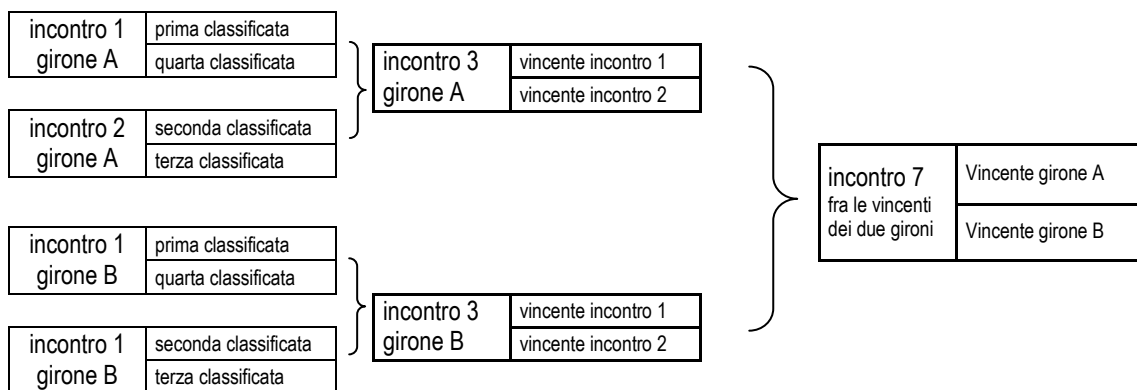 incontro 1
girone A
prima classificata
quarta classificata
incontro 2
girone A
seconda classificata
terza classificata
incontro 3
girone A
vincente incontro 1
vincente incontro 2
incontro 1
girone B
prima classificata
quarta classificata
incontro 1
girone B
seconda classificata
terza classificata
incontro 3
girone B
vincente incontro 1
vincente incontro 2
incontro 7
fra le vincenti
dei due gironi
Vincente girone A
Vincente girone B